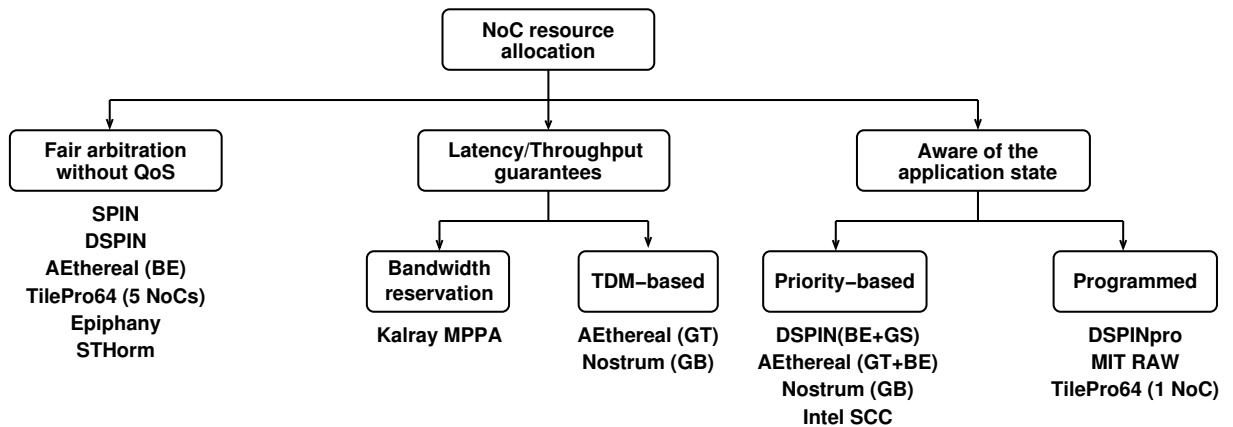 NoC resource
allocation
Fair arbitration
without QoS
SPIN
DSPIN
AEthereal (BE)
TilePro64 (5 NoCs)
Epiphany
STHorm
Latency/Throughput
guarantees
Bandwidth
reservation
Kalray MPPA
TDM−based
AEthereal (GT)
Nostrum (GB)
Aware of the
application state
Priority−based
DSPIN(BE+GS)
AEthereal (GT+BE)
Nostrum (GB)
Intel SCC
Programmed
DSPINpro
MIT RAW
TilePro64 (1 NoC)